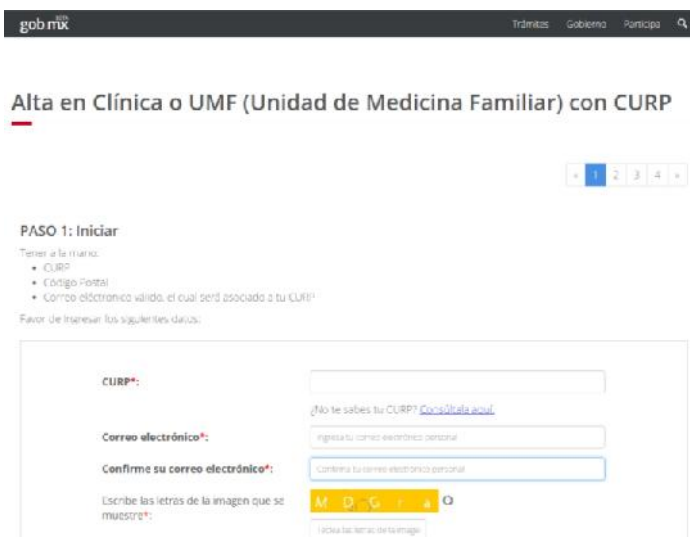 gob.mx BETA
Trámites Gobierno Participa
Alta en Clínica o UMF (Unidad de Medicina Familiar) con CURP
« 1 2 3 4 »
PASO 1: Iniciar
Tener a la mano:
• CURP
• Código Postal
• Correo eléctronico válido, el cual será asociado a tu CURP
Favor de ingresar los siguientes datos:
CURP*:
¿No te sabes tu CURP? Consúltala aquí.
Correo electrónico*:
Ingresa tu correo electrónico personal
Confirme su correo electrónico*:
Confirma tu correo electrónico personal
Escribe las letras de la imagen que se
muestre*:
M D G r a
Teclea las letras de la imagen